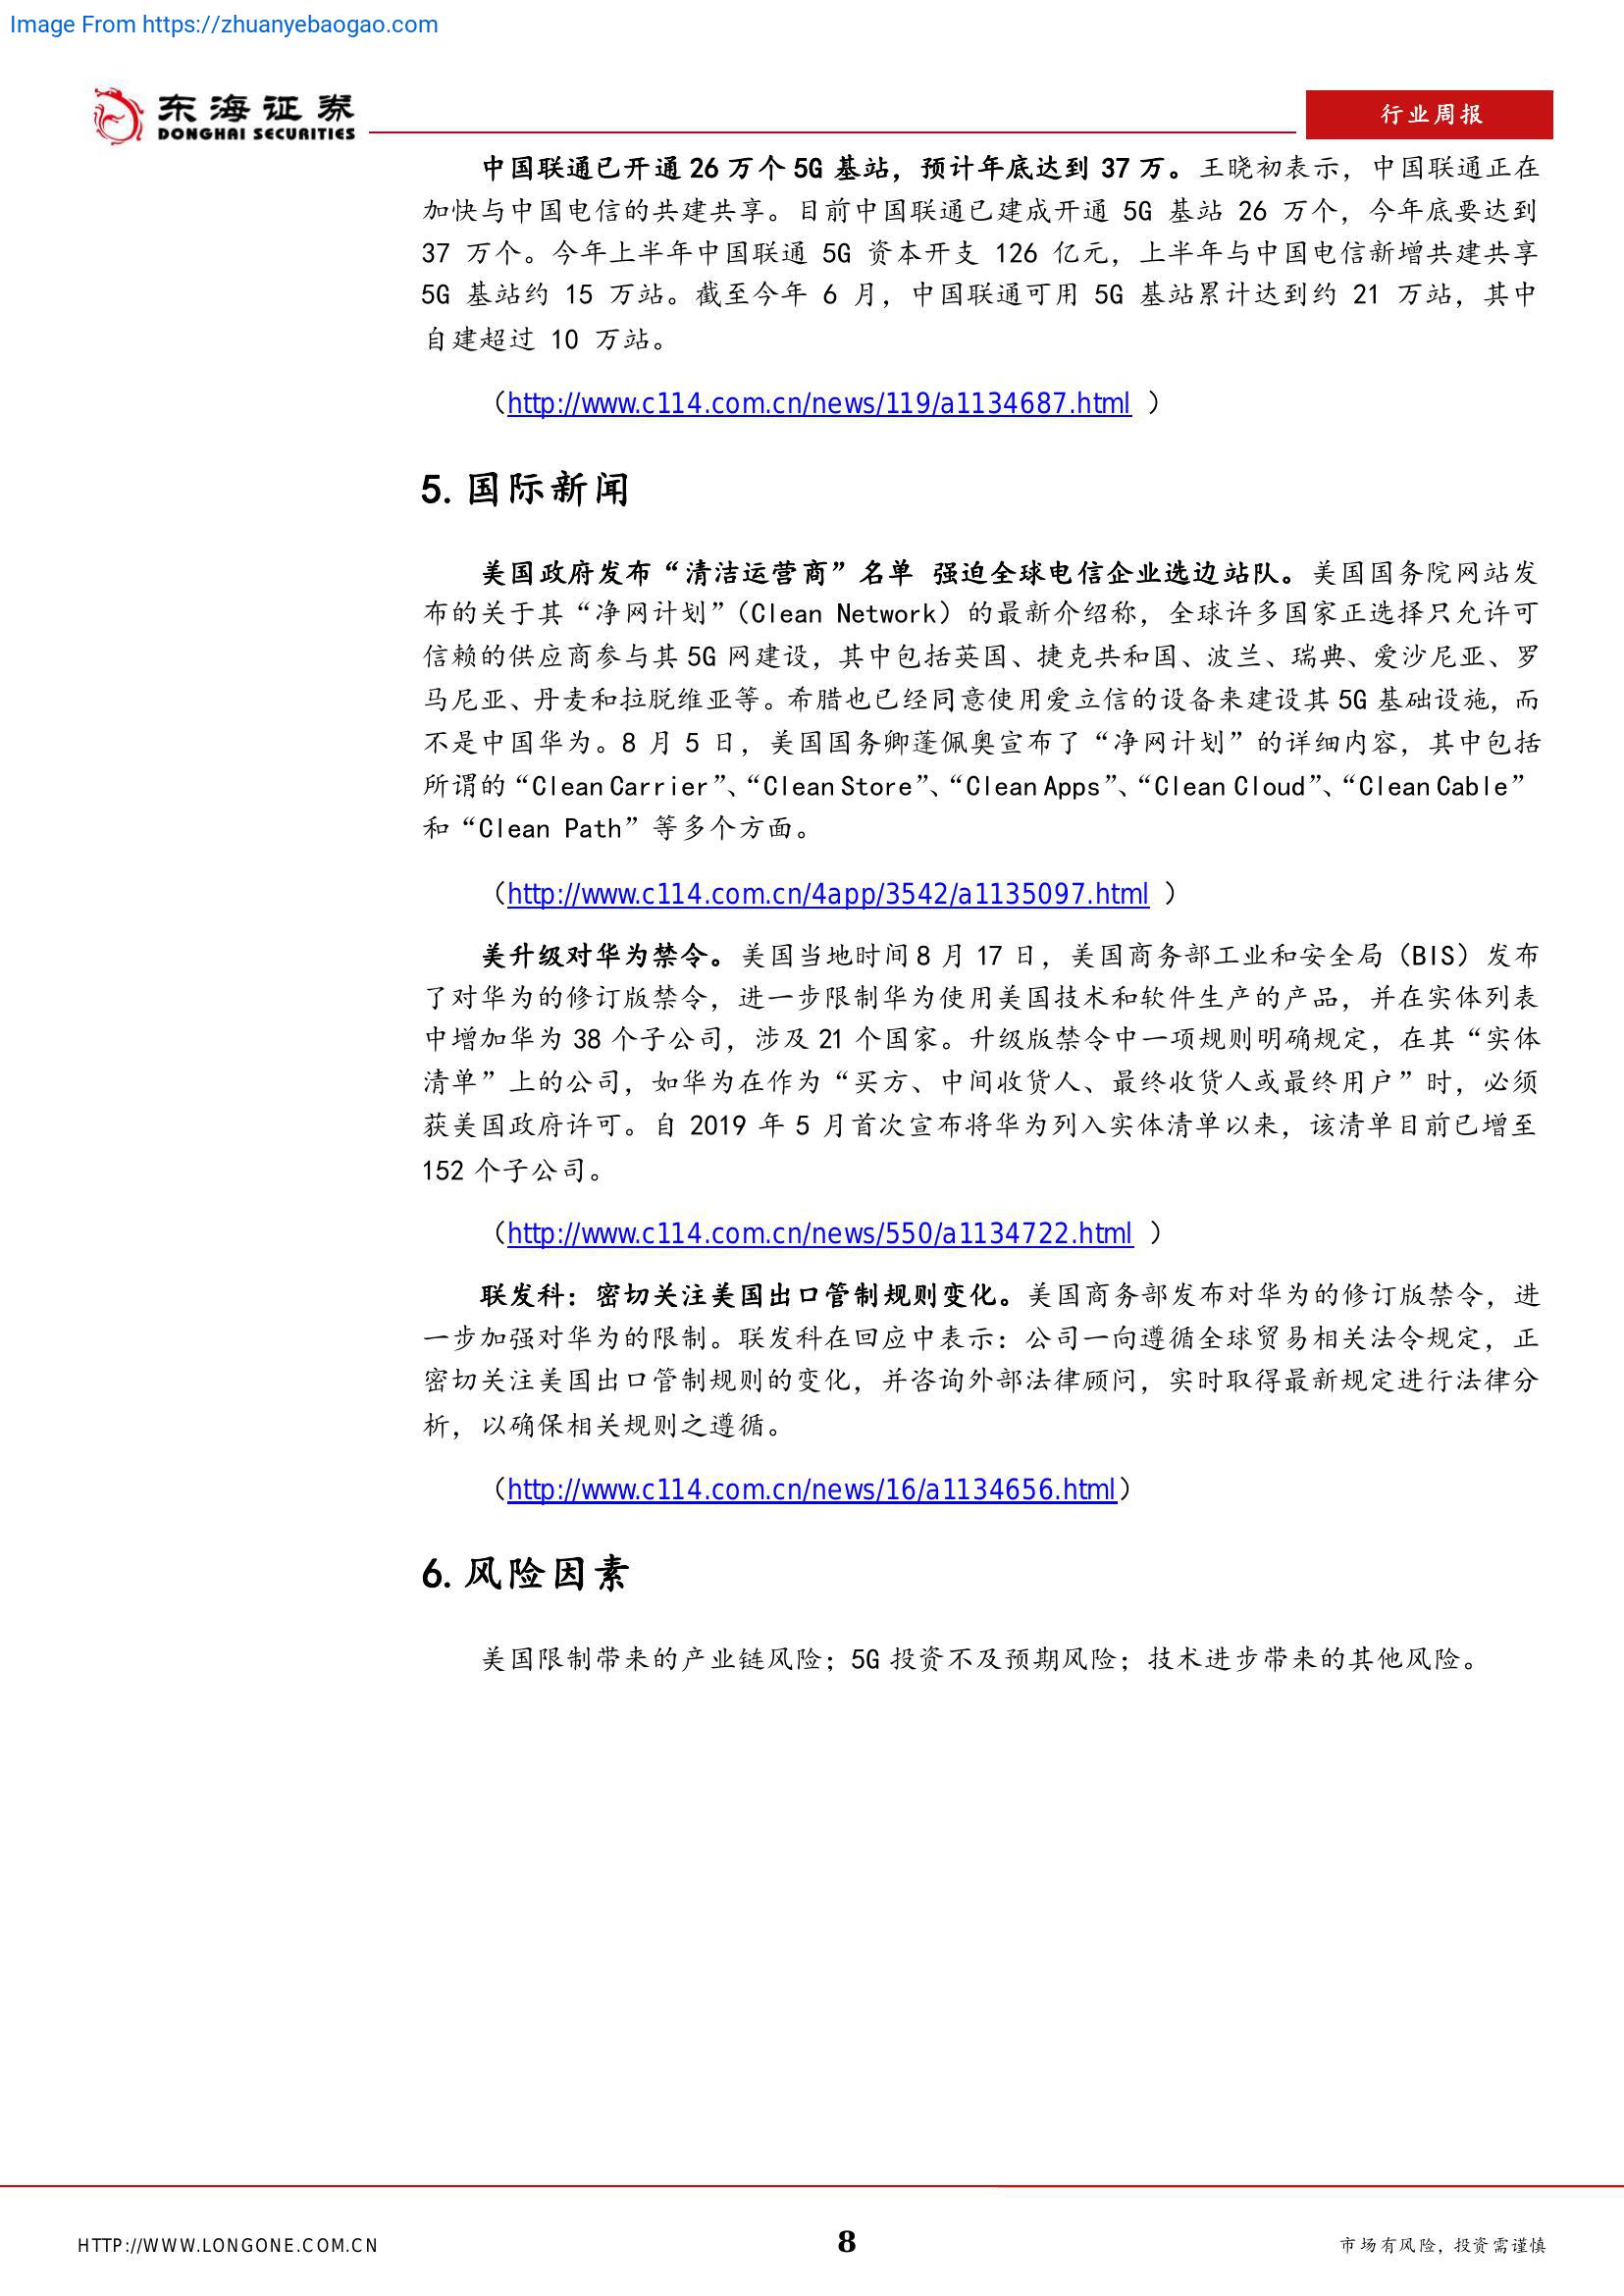 Image From https://zhuanyebaogao.com
东海证券
DONGHAI SECURITIES
行业周报
中国联通已开通 26 万个 5G 基站，预计年底达到 37 万。王晓初表示，中国联通正在
加快与中国电信的共建共享。目前中国联通已建成开通 5G 基站 26 万个，今年底要达到
37 万个。今年上半年中国联通 5G 资本开支 126 亿元，上半年与中国电信新增共建共享
5G 基站约 15 万站。截至今年 6 月，中国联通可用 5G 基站累计达到约 21 万站，其中
自建超过 10 万站。
（http://www.c114.com.cn/news/119/a1134687.html ）
5. 国际新闻
美国政府发布“清洁运营商”名单 强迫全球电信企业选边站队。美国国务院网站发
布的关于其“净网计划”（Clean Network）的最新介绍称，全球许多国家正选择只允许可
信赖的供应商参与其 5G 网建设，其中包括英国、捷克共和国、波兰、瑞典、爱沙尼亚、罗
马尼亚、丹麦和拉脱维亚等。希腊也已经同意使用爱立信的设备来建设其 5G 基础设施，而
不是中国华为。8 月 5 日，美国国务卿蓬佩奥宣布了“净网计划”的详细内容，其中包括
所谓的“Clean Carrier”、“Clean Store”、“Clean Apps”、“Clean Cloud”、“Clean Cable”
和“Clean Path”等多个方面。
（http://www.c114.com.cn/4app/3542/a1135097.html ）
美升级对华为禁令。美国当地时间 8 月 17 日，美国商务部工业和安全局（BIS）发布
了对华为的修订版禁令，进一步限制华为使用美国技术和软件生产的产品，并在实体列表
中增加华为 38 个子公司，涉及 21 个国家。升级版禁令中一项规则明确规定，在其“实体
清单”上的公司，如华为在作为“买方、中间收货人、最终收货人或最终用户”时，必须
获美国政府许可。自 2019 年 5 月首次宣布将华为列入实体清单以来，该清单目前已增至
152 个子公司。
（http://www.c114.com.cn/news/550/a1134722.html ）
联发科：密切关注美国出口管制规则变化。美国商务部发布对华为的修订版禁令，进
一步加强对华为的限制。联发科在回应中表示：公司一向遵循全球贸易相关法令规定，正
密切关注美国出口管制规则的变化，并咨询外部法律顾问，实时取得最新规定进行法律分
析，以确保相关规则之遵循。
（http://www.c114.com.cn/news/16/a1134656.html）
6. 风险因素
美国限制带来的产业链风险；5G 投资不及预期风险；技术进步带来的其他风险。
HTTP://WWW.LONGONE.COM.CN
8
市场有风险，投资需谨慎